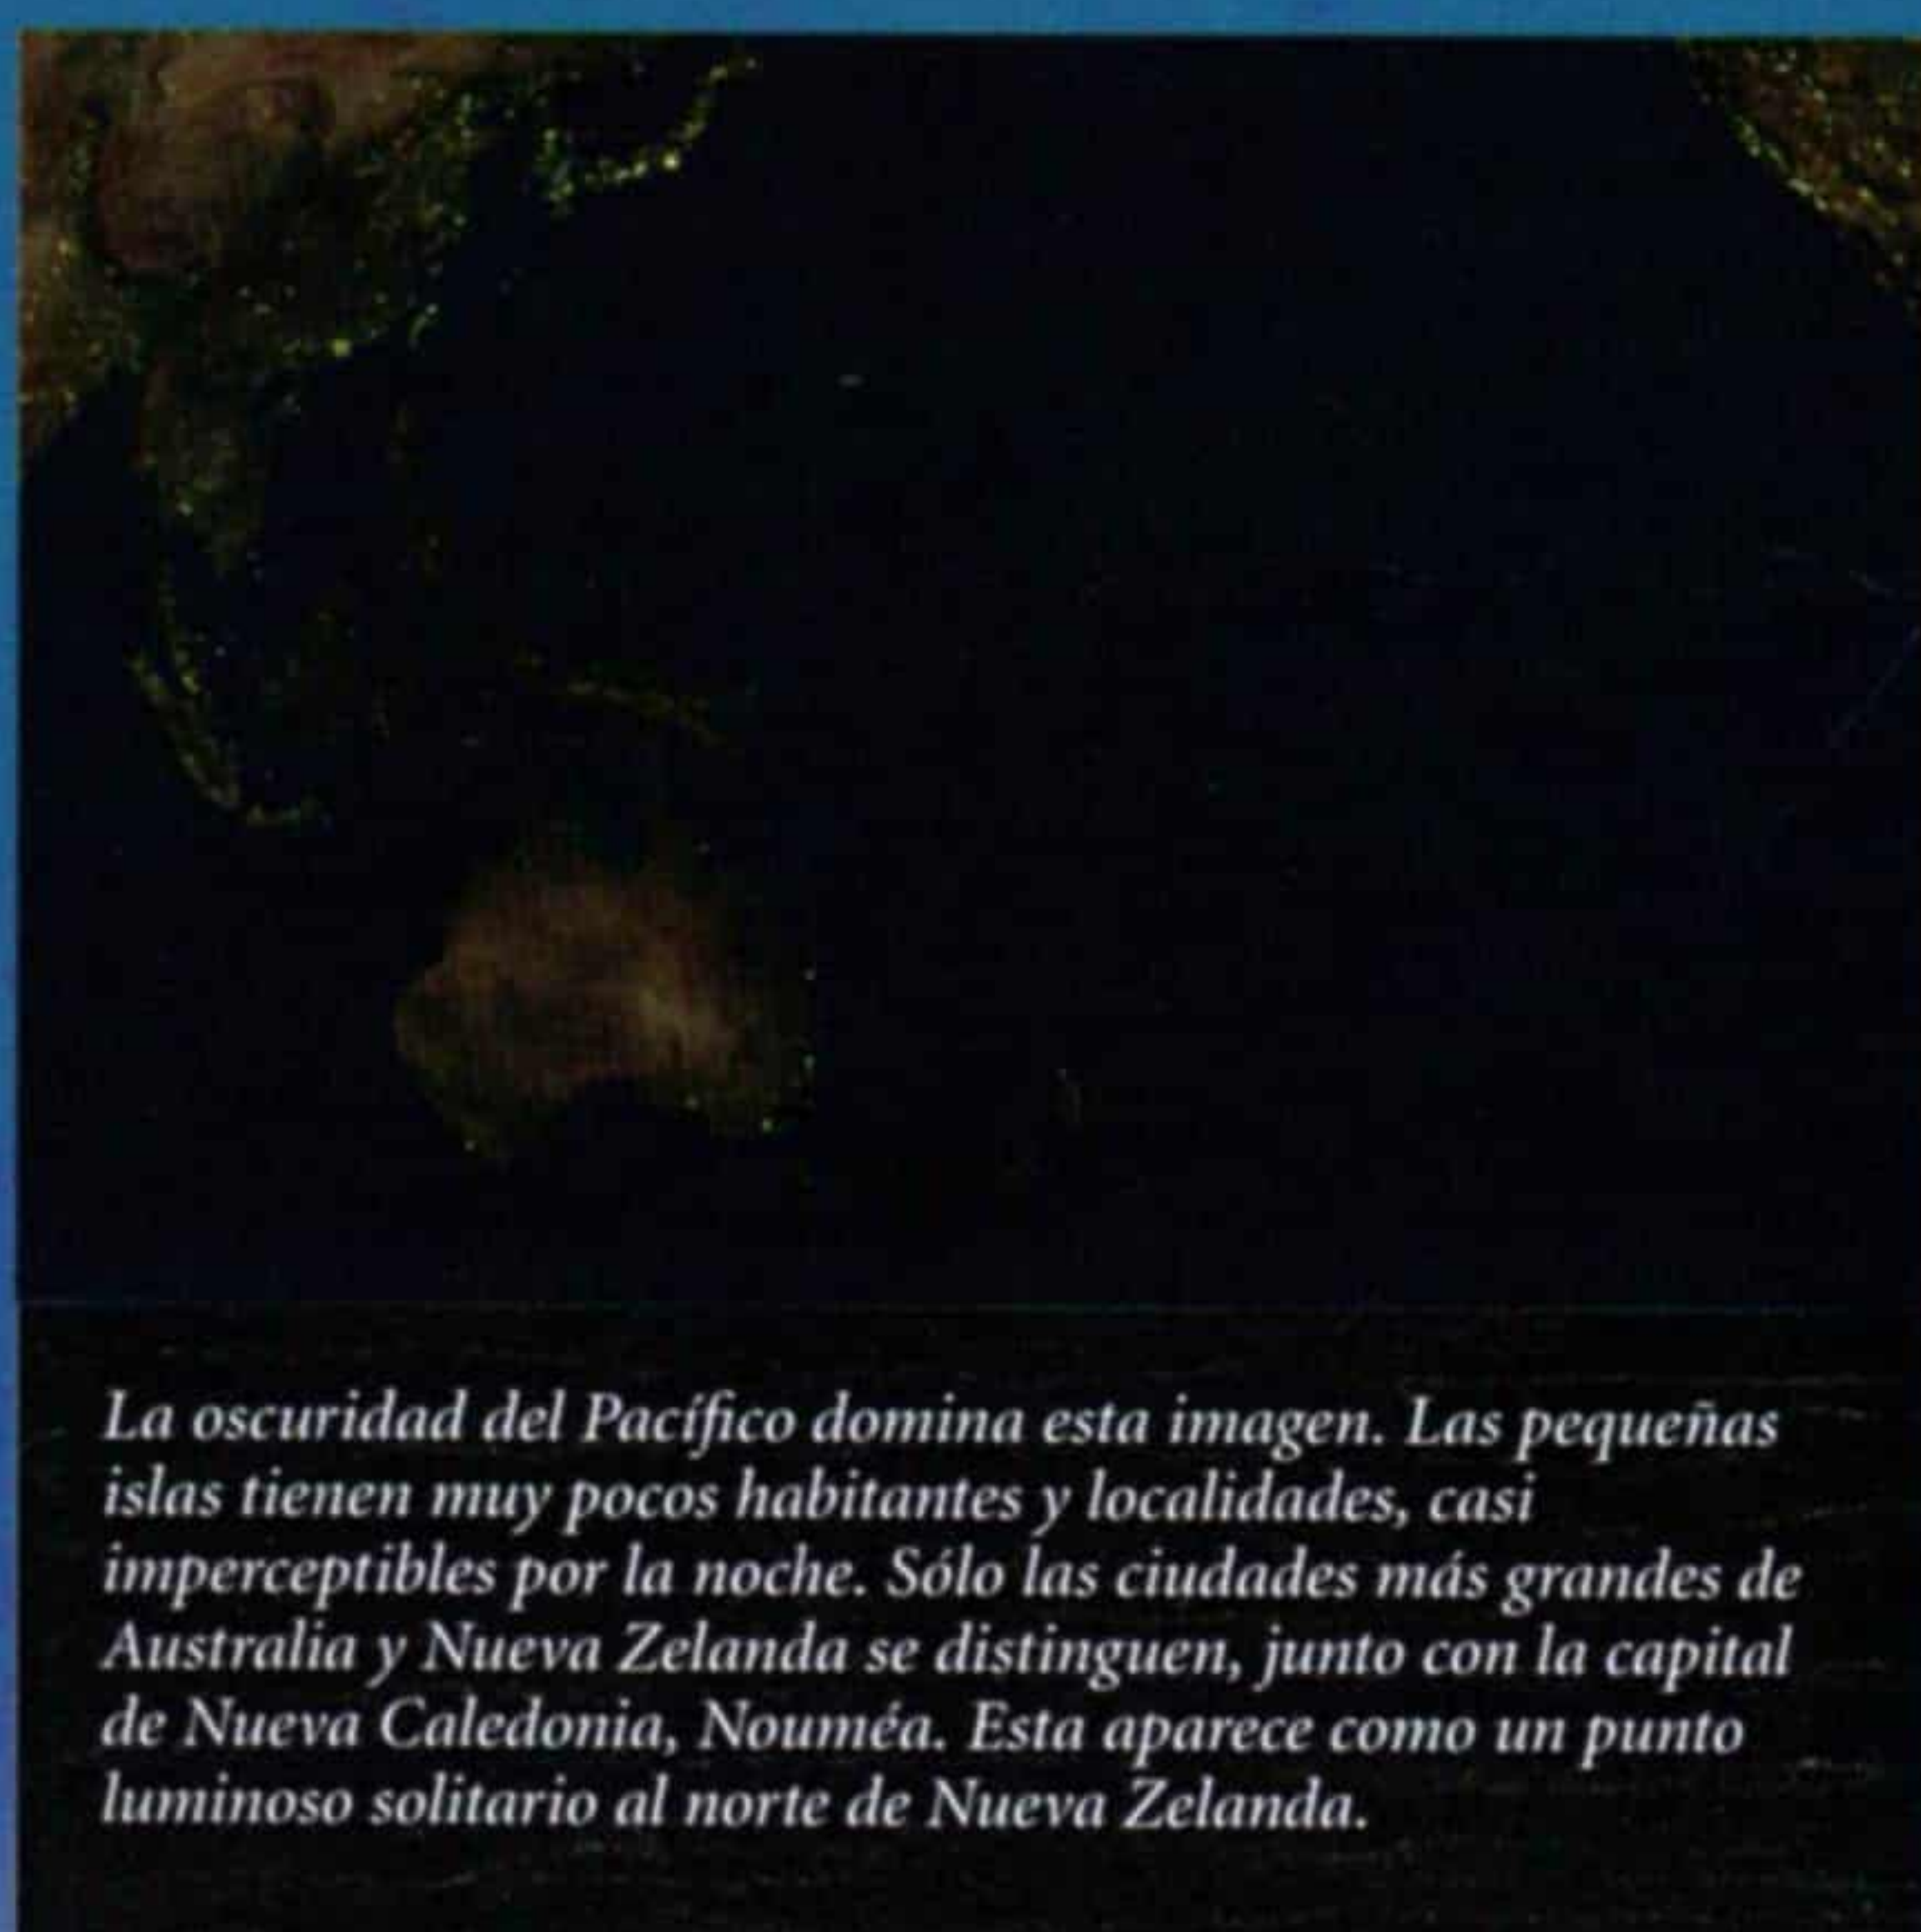 La oscuridad del Pacífico domina esta imagen. Las pequeñas
islas tienen muy pocos habitantes y localidades, casi
imperceptibles por la noche. Sólo las ciudades más grandes de
Australia y Nueva Zelanda se distinguen, junto con la capital
de Nueva Caledonia, Nouméa. Esta aparece como un punto
luminoso solitario al norte de Nueva Zelanda.